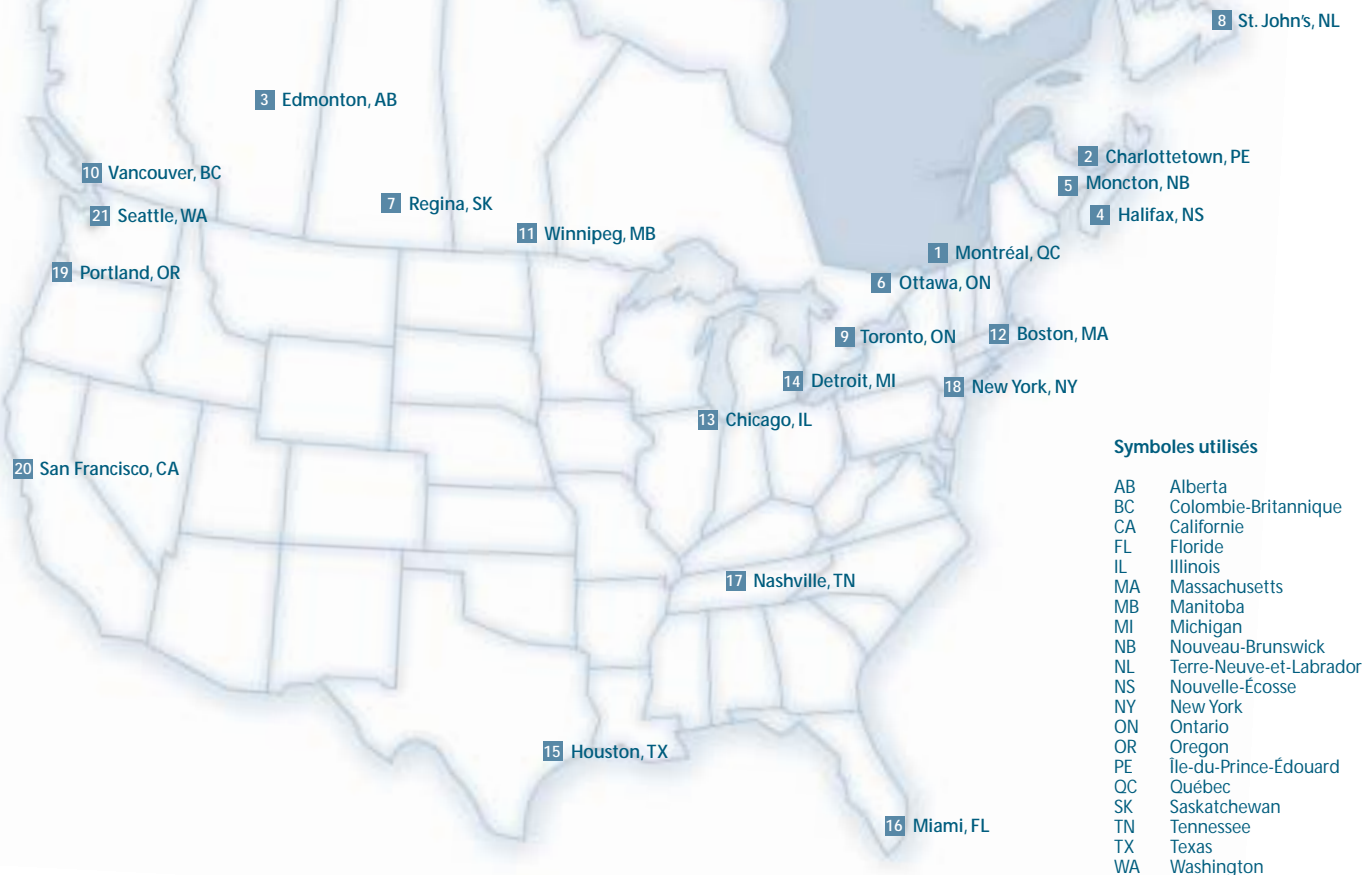 8 St. John's, NL
3 Edmonton, AB
2 Charlottetown, PE
10 Vancouver, BC
5 Moncton, NB
7 Regina, SK
21 Seattle, WA
4 Halifax, NS
11 Winnipeg, MB
1 Montréal, QC
19 Portland, OR
6 Ottawa, ON
9 Toronto, ON
12 Boston, MA
14 Detroit, MI
18 New York, NY
13 Chicago, IL
20 San Francisco, CA
17 Nashville, TN
15 Houston, TX
16 Miami, FL
Symboles utilisés
AB Alberta
BC Colombie-Britannique
CA Californie
FL Floride
IL Illinois
MA Massachusetts
MB Manitoba
MI Michigan
NB Nouveau-Brunswick
NL Terre-Neuve-et-Labrador
NS Nouvelle-Écosse
NY New York
ON Ontario
OR Oregon
PE Île-du-Prince-Édouard
QC Québec
SK Saskatchewan
TN Tennessee
TX Texas
WA Washington